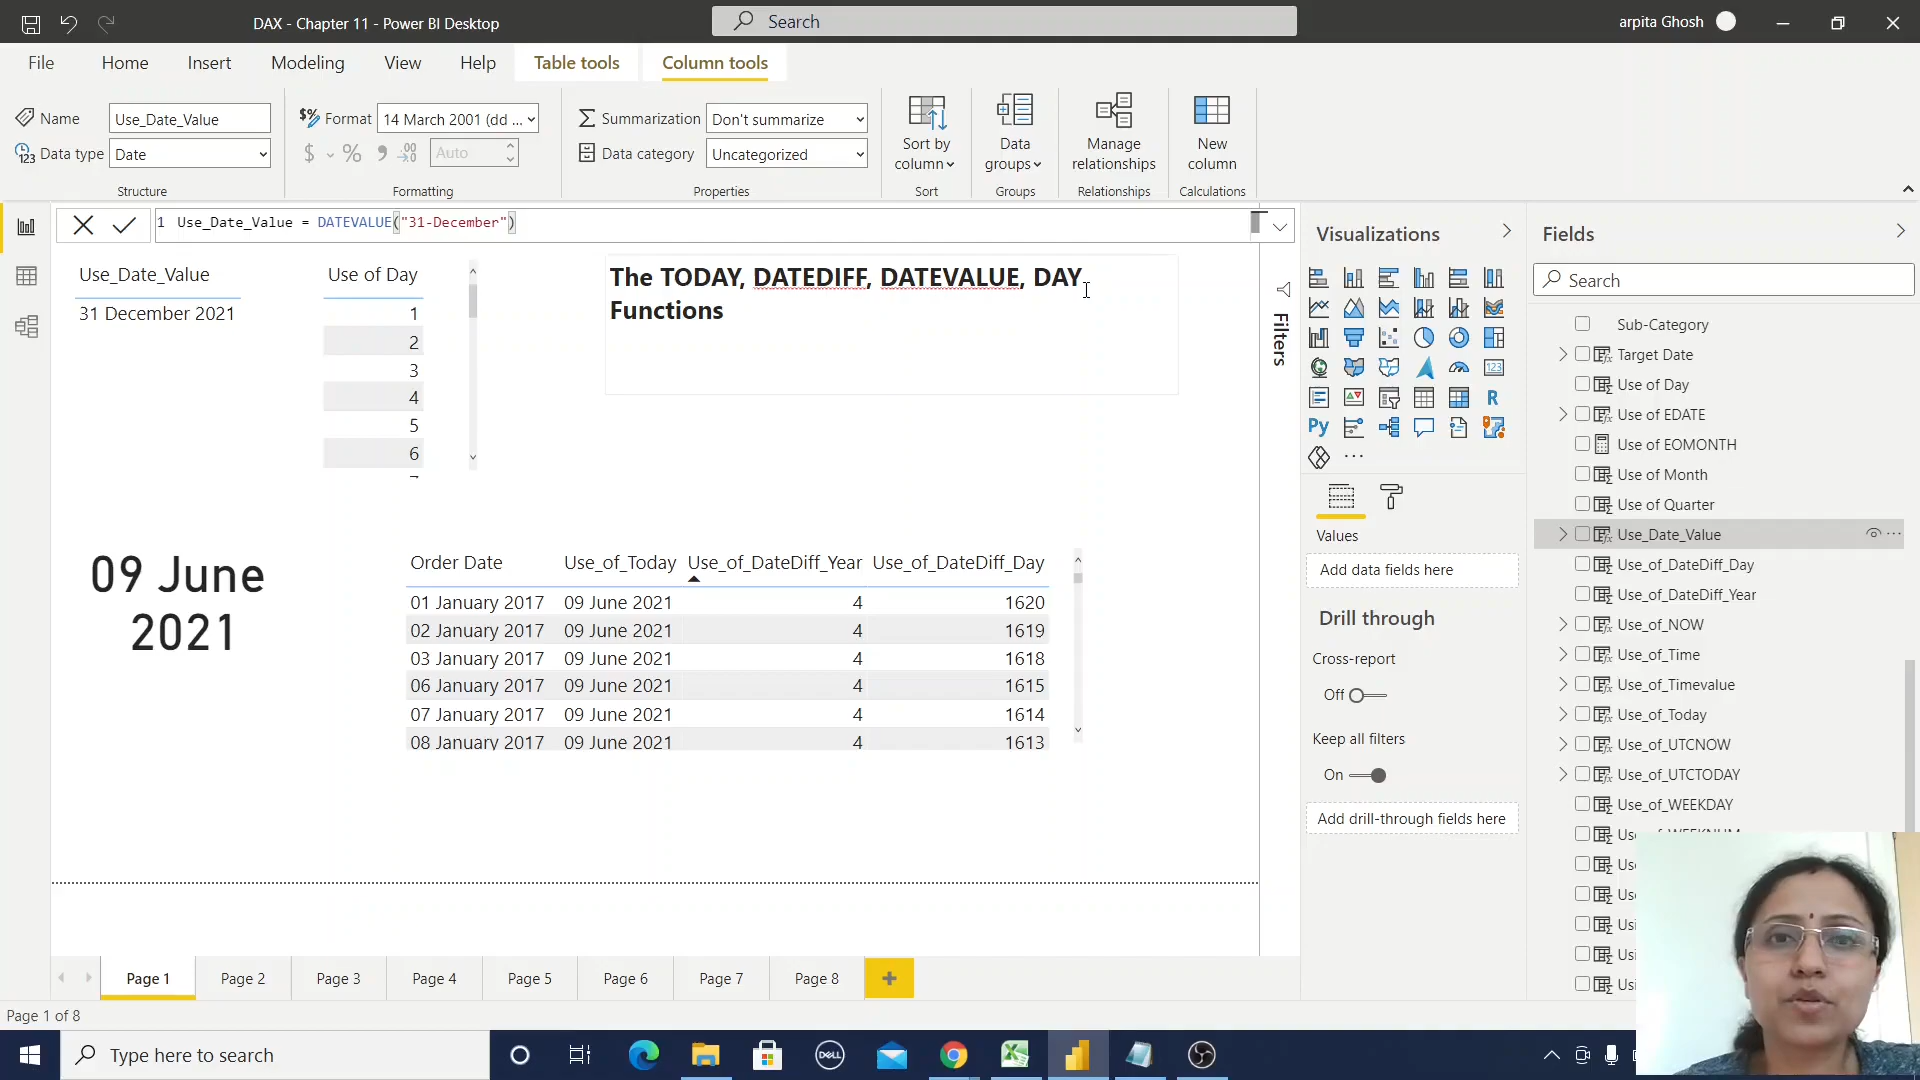 DAX - Chapter 11 - Power BI Desktop
Search
arpita Ghosh
File Home Insert Modeling View Help Table tools Column tools
Name Use_Date_Value
Data type Date
Structure
Format 14 March 2001 (dd ...
$ % Auto
Formatting
Summarization Don't summarize
Data category Uncategorized
Properties
Sort by
column
Sort
Data
groups
Groups
Manage
relationships
Relationships
New
column
Calculations
1 Use_Date_Value = DATEVALUE("31-December")
Use_Date_Value
31 December 2021
Use of Day
1
2
3
4
5
6
The TODAY, DATEDIFF, DATEVALUE, DAY
Functions
09 June
2021
Order Date Use_of_Today Use_of_DateDiff_Year Use_of_DateDiff_Day
01 January 2017 09 June 2021 4 1620
02 January 2017 09 June 2021 4 1619
03 January 2017 09 June 2021 4 1618
06 January 2017 09 June 2021 4 1615
07 January 2017 09 June 2021 4 1614
08 January 2017 09 June 2021 4 1613
Filters
Visualizations
123
R
Py
...
Values
Add data fields here
Drill through
Cross-report
Off
Keep all filters
On
Add drill-through fields here
Fields
Search
Sub-Category
Target Date
Use of Day
Use of EDATE
Use of EOMONTH
Use of Month
Use of Quarter
Use_Date_Value ...
Use_of_DateDiff_Day
Use_of_DateDiff_Year
Use_of_NOW
Use_of_Time
Use_of_Timevalue
Use_of_Today
Use_of_UTCNOW
Use_of_UTCTODAY
Use_of_WEEKDAY
Page 1 Page 2 Page 3 Page 4 Page 5 Page 6 Page 7 Page 8 +
Page 1 of 8
Type here to search
DELL